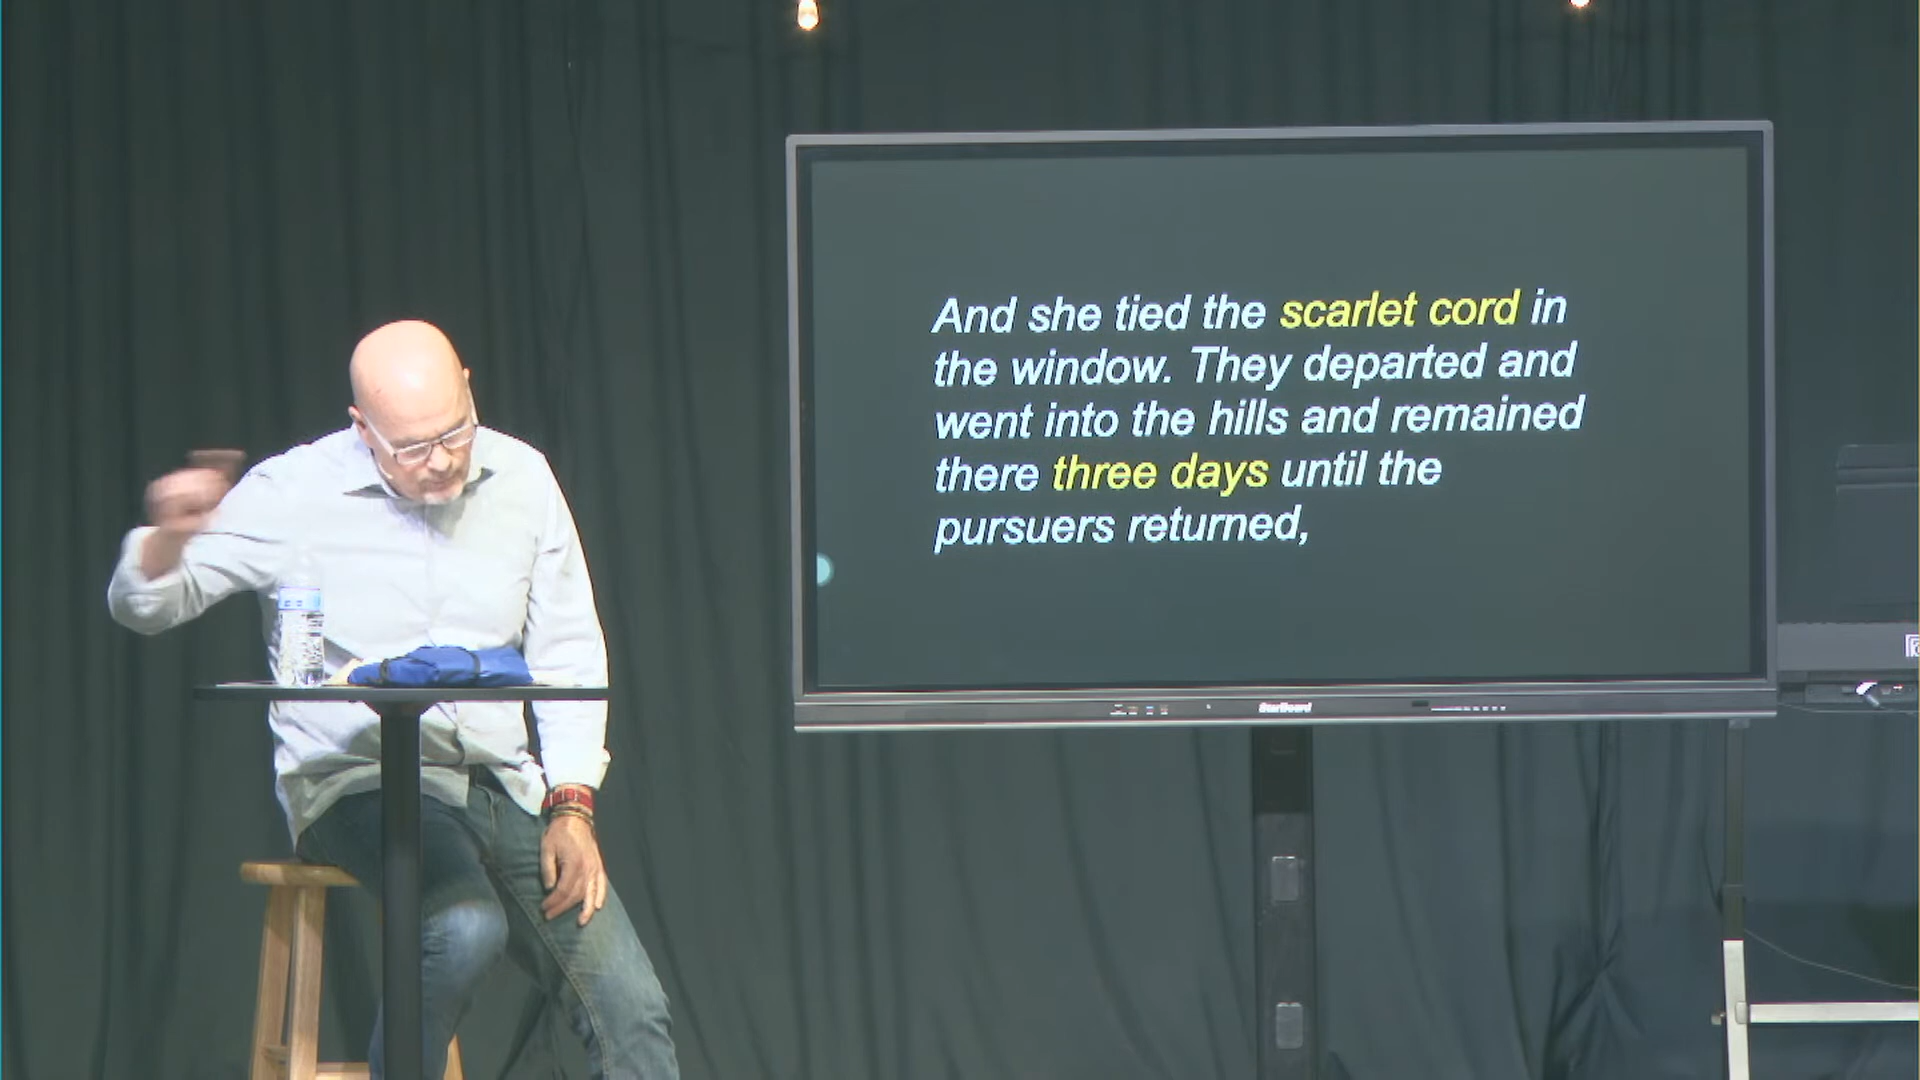 And she tied the scarlet cord in
the window. They departed and
went into the hills and remained
there three days until the
pursuers returned,
StarBoard